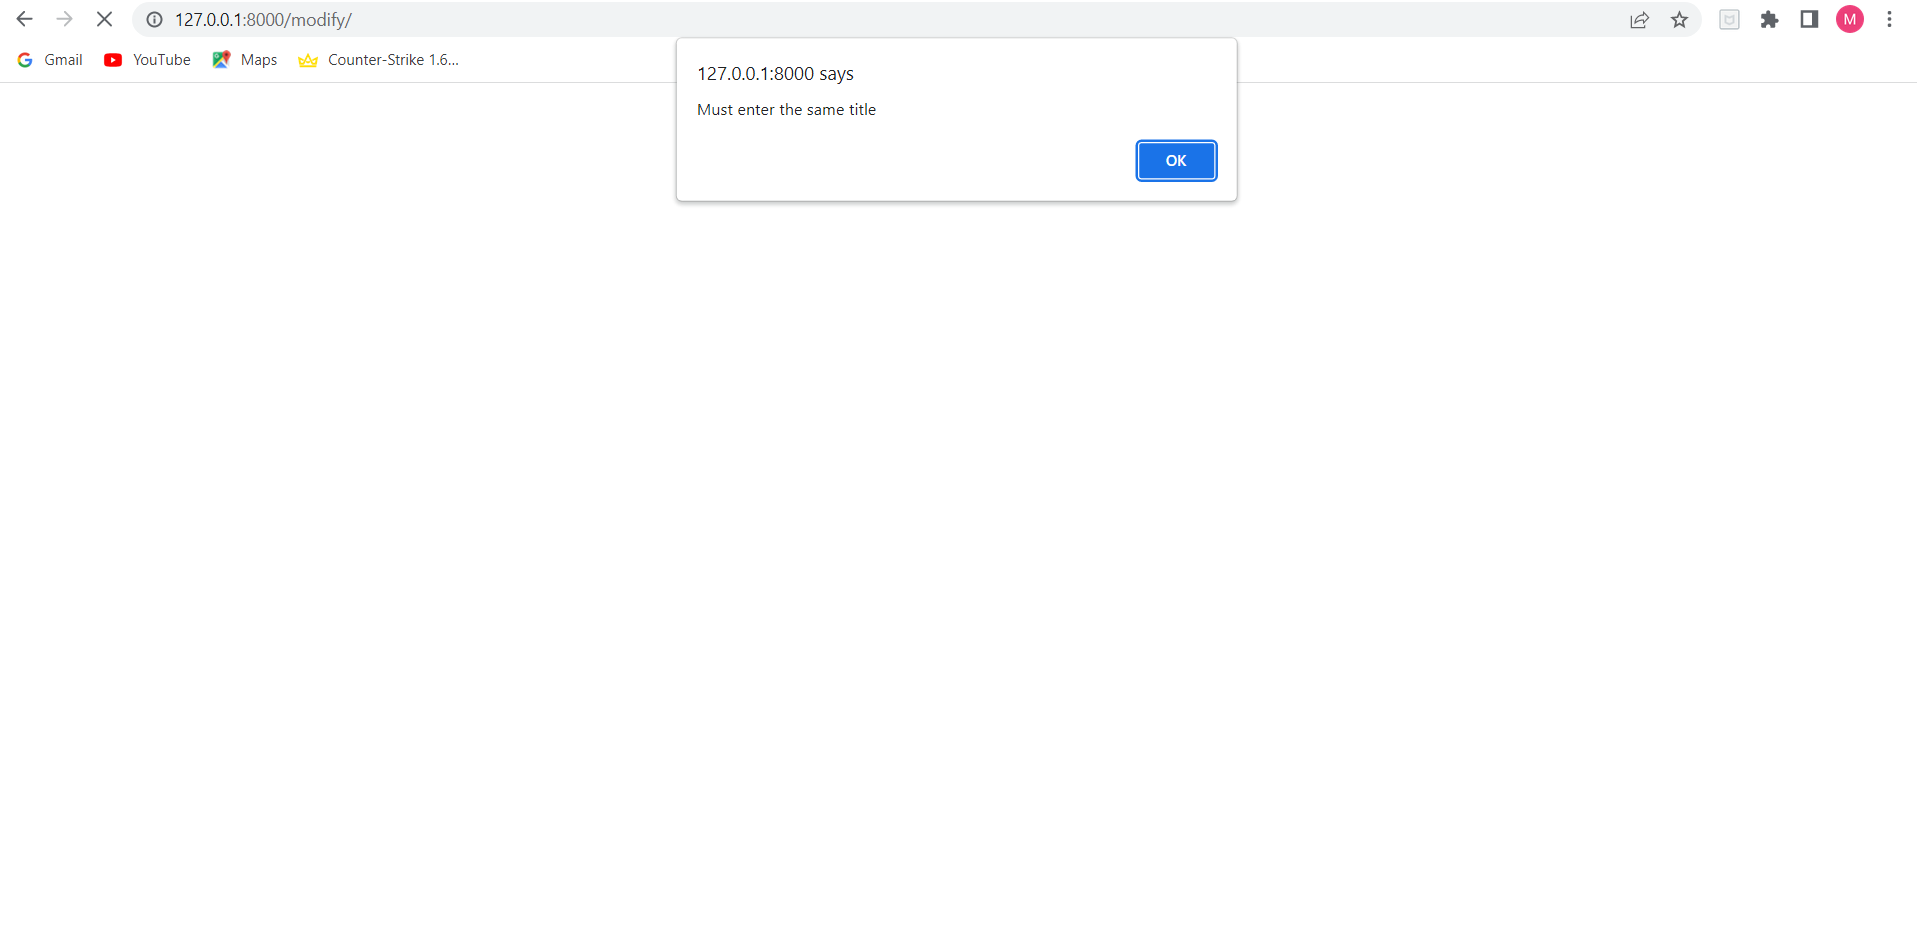 127.0.0.1:8000/modify/
M
Gmail YouTube Maps Counter-Strike 1.6...
127.0.0.1:8000 says
Must enter the same title
OK